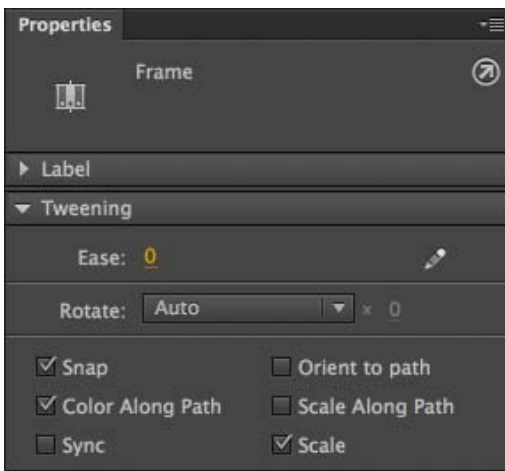 Properties
Frame
Label
Tweening
Ease: 0
Rotate: Auto x 0
Snap Orient to path
Color Along Path Scale Along Path
Sync Scale